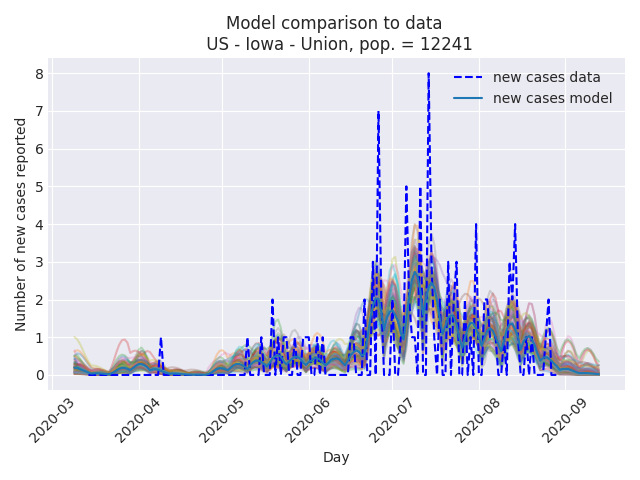 Model comparison to data
US - Iowa - Union, pop. = 12241
new cases data
new cases model
Number of new cases reported
8
7
6
5
4
3
2
1
0
2020-03
2020-04
2020-05
2020-06
2020-07
2020-08
2020-09
Day